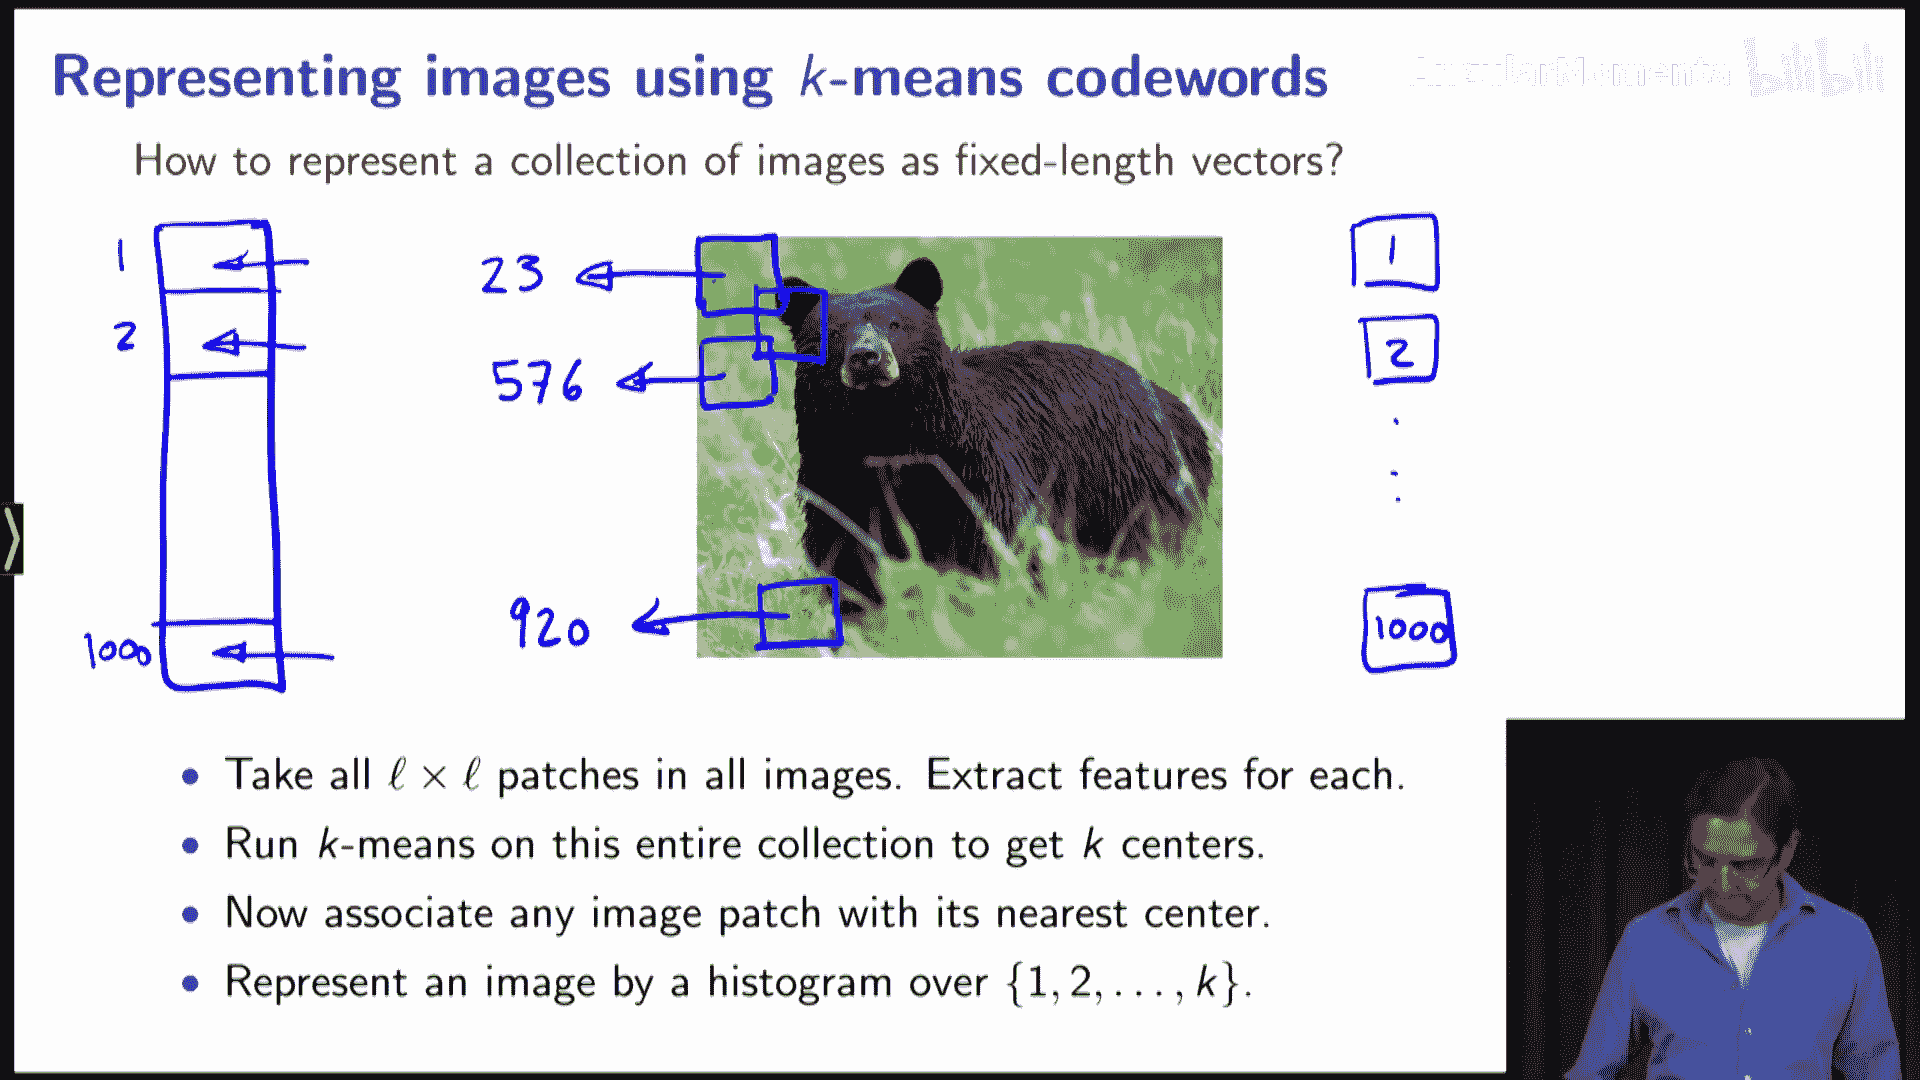 Representing images using k-means codewords
bilibili
How to represent a collection of images as fixed-length vectors?
1
2
1000
23
576
920
1
2
1000
• Take all ℓ × ℓ patches in all images. Extract features for each.
• Run k-means on this entire collection to get k centers.
• Now associate any image patch with its nearest center.
• Represent an image by a histogram over {1, 2, . . . , k}.